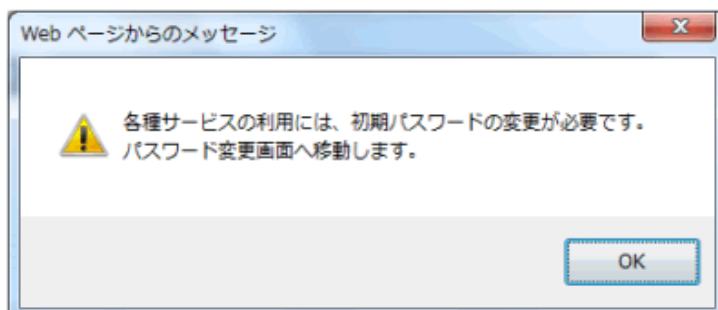 Web ページからのメッセージ
各種サービスの利用には、初期パスワードの変更が必要です。
パスワード変更画面へ移動します。
OK